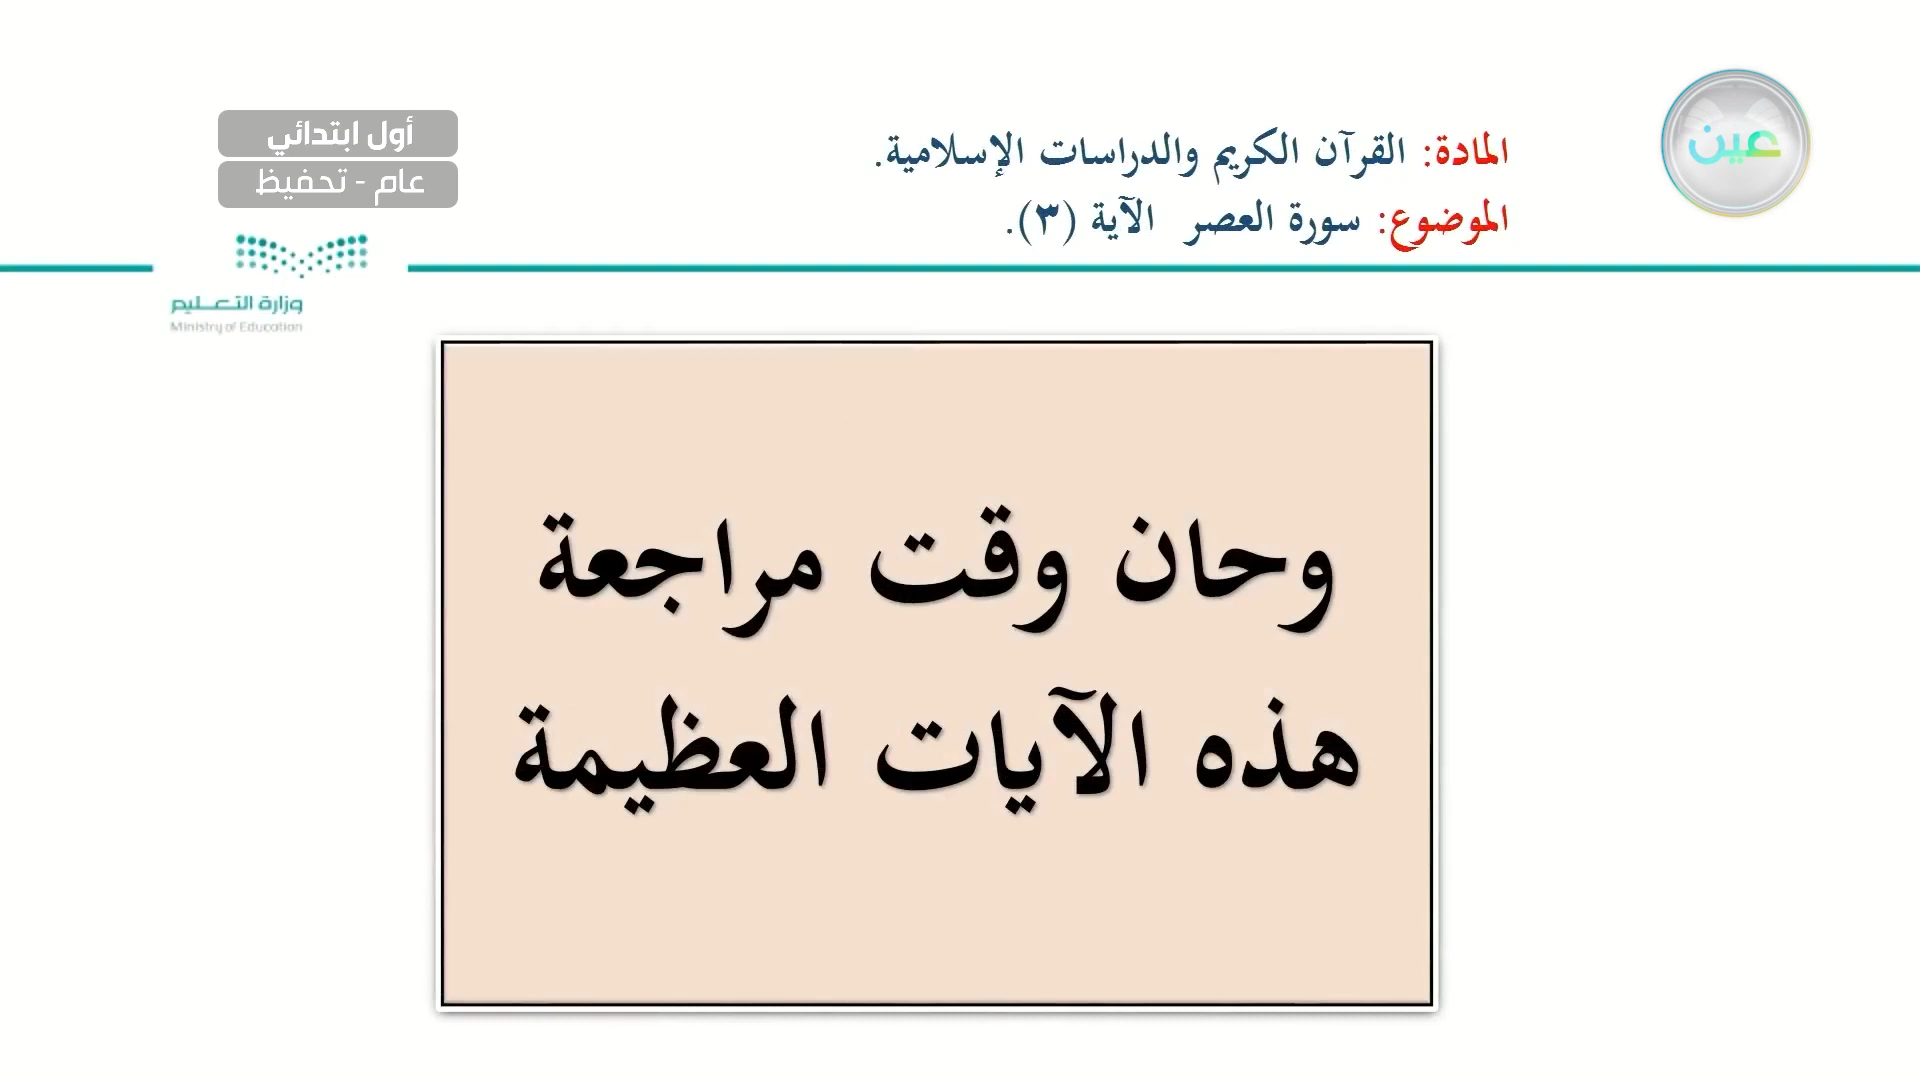 عين
المادة: القرآن الكريم والدراسات الإسلامية.
الموضوع: سورة العصر الآية (٣).
أول ابتدائي
عام - تحفيظ
وزارة التعليم
Ministry of Education
وحان وقت مراجعة
هذه الآيات العظيمة